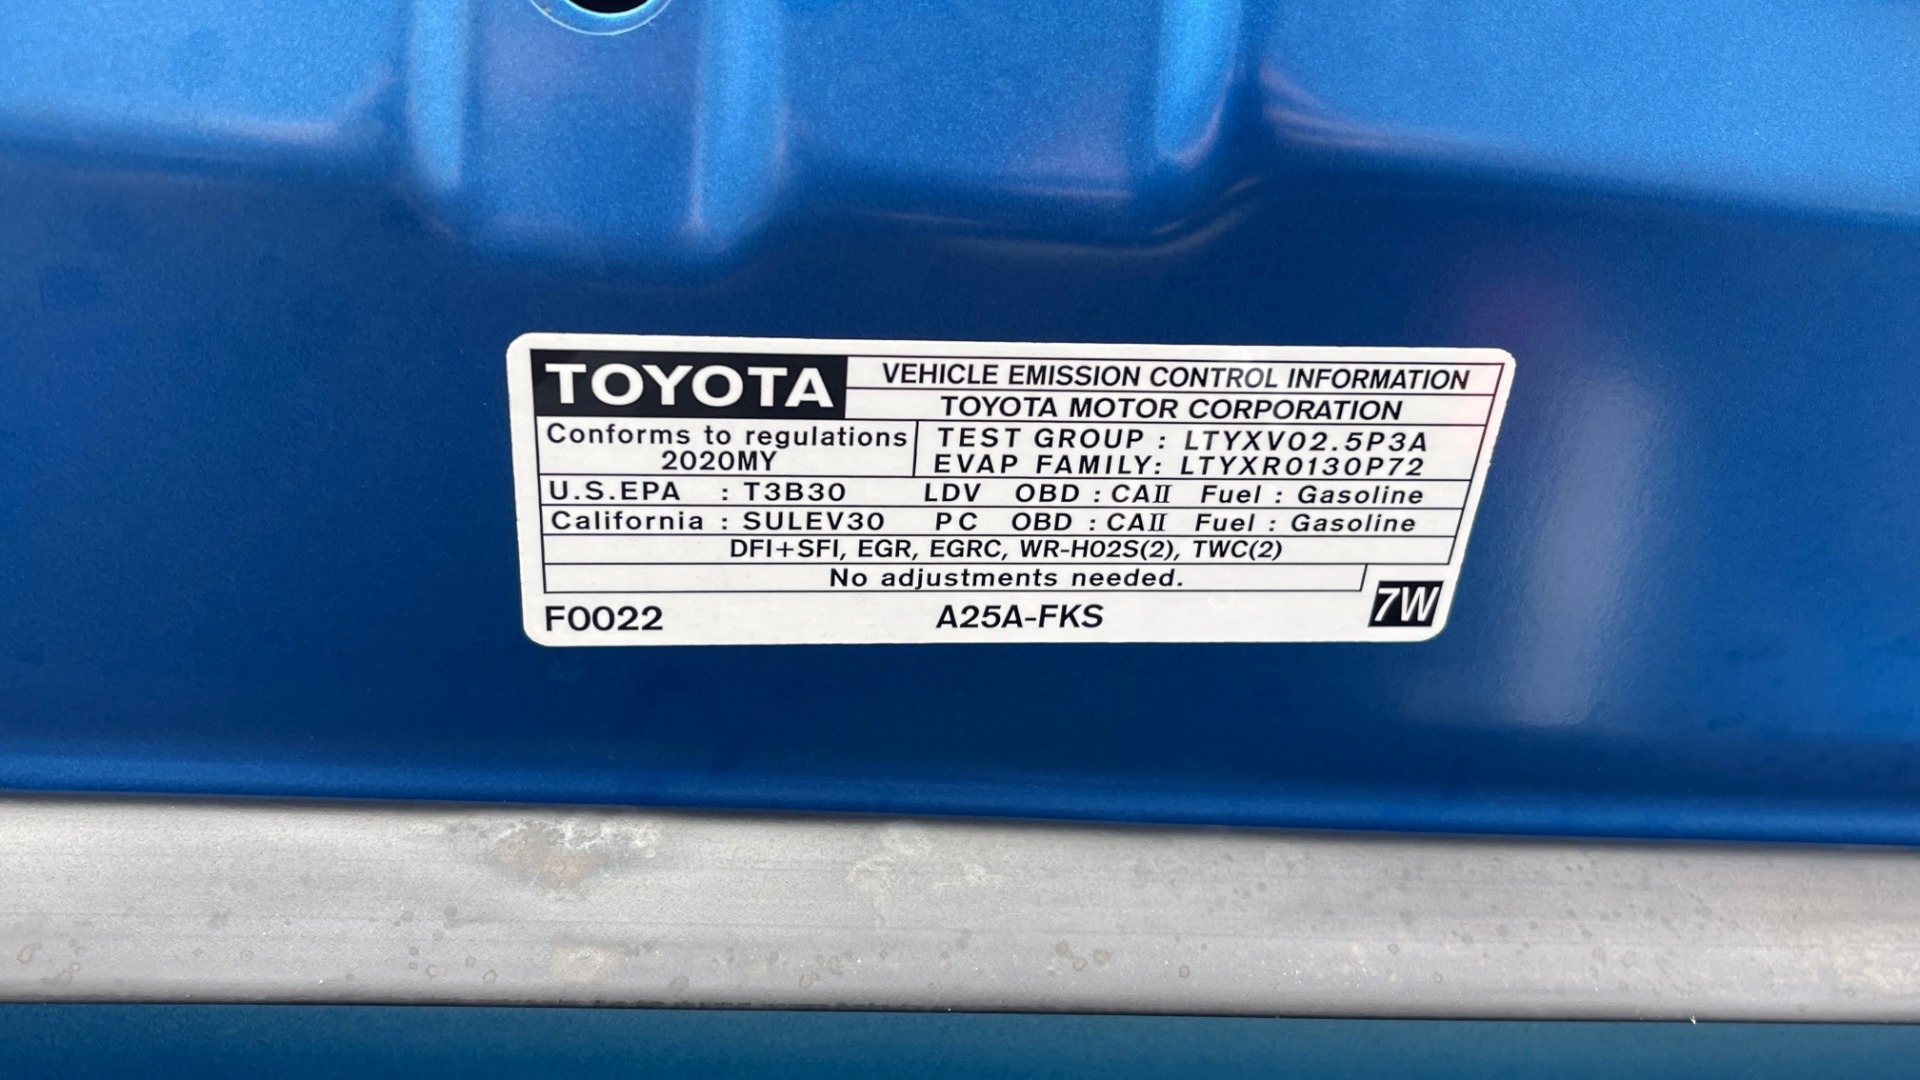 TOYOTA
VEHICLE EMISSION CONTROL INFORMATION
TOYOTA MOTOR CORPORATION
Conforms to regulations
2020MY
TEST GROUP : LTYXV02.5P3A
EVAP FAMILY: LTYXR0130P72
U.S.EPA : T3B30 LDV OBD : CAII Fuel : Gasoline
California : SULEV30 PC OBD : CAII Fuel : Gasoline
DFI+SFI, EGR, EGRC, WR-HO2S(2), TWC(2)
No adjustments needed.
F0022 A25A-FKS 7W